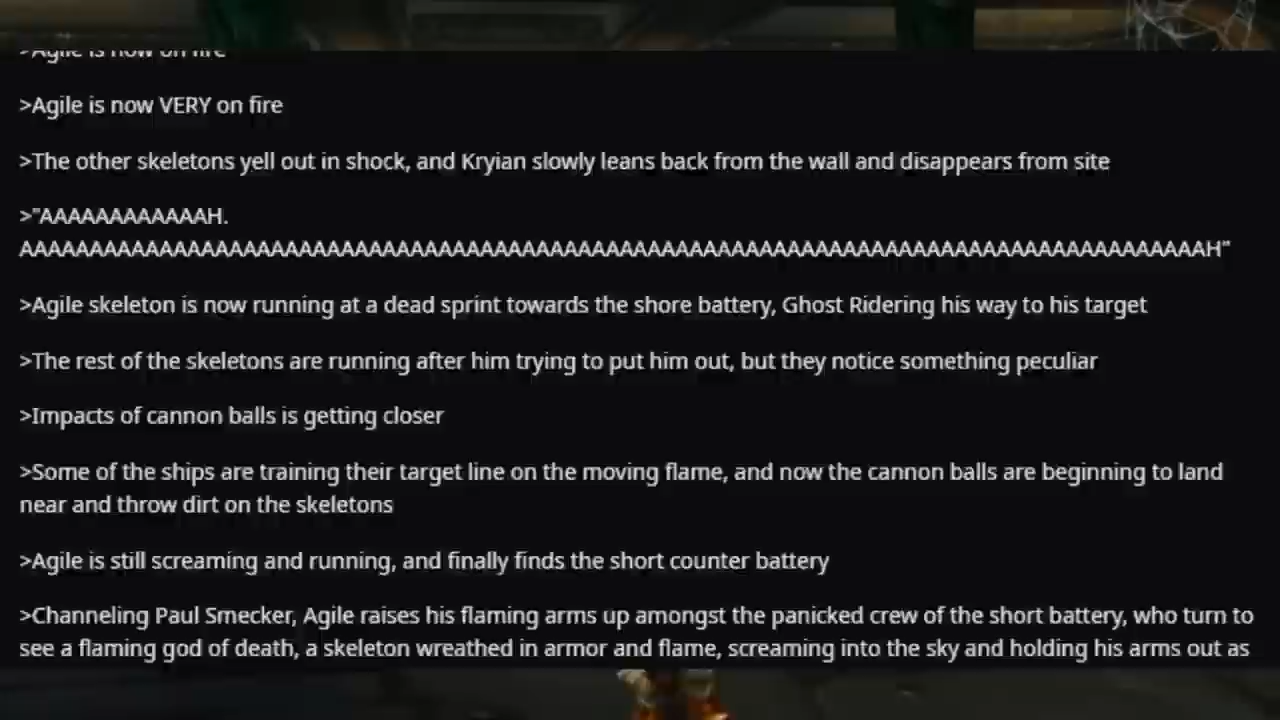 >Agile is now on fire
>Agile is now VERY on fire
>The other skeletons yell out in shock, and Kryian slowly leans back from the wall and disappears from site
>"AAAAAAAAAAAAH.
AAAAAAAAAAAAAAAAAAAAAAAAAAAAAAAAAAAAAAAAAAAAAAAAAAAAAAAAAAAAAAAAAAAAAAAAAAAAAAAAAAAAAH"
>Agile skeleton is now running at a dead sprint towards the shore battery, Ghost Ridering his way to his target
>The rest of the skeletons are running after him trying to put him out, but they notice something peculiar
>Impacts of cannon balls is getting closer
>Some of the ships are training their target line on the moving flame, and now the cannon balls are beginning to land
near and throw dirt on the skeletons
>Agile is still screaming and running, and finally finds the short counter battery
>Channeling Paul Smecker, Agile raises his flaming arms up amongst the panicked crew of the short battery, who turn to
see a flaming god of death, a skeleton wreathed in armor and flame, screaming into the sky and holding his arms out as